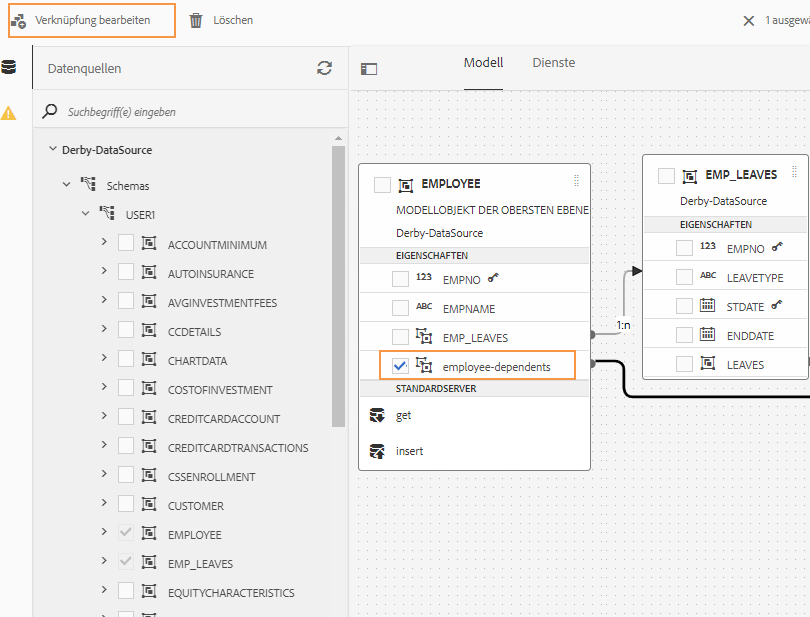 Verknüpfung bearbeiten
Löschen
1 ausgewä
Datenquellen
Modell
Dienste
Suchbegriff(e) eingeben
Derby-DataSource
Schemas
USER1
ACCOUNTMINIMUM
AUTOINSURANCE
AVGINVESTMENTFEES
CCDETAILS
CHARTDATA
COSTOFINVESTMENT
CREDITCARDACCOUNT
CREDITCARDTRANSACTIONS
CSSENROLLMENT
CUSTOMER
EMPLOYEE
EMP_LEAVES
EQUITYCHARACTERISTICS
EMPLOYEE
MODELLOBJEKT DER OBERSTEN EBENE
Derby-DataSource
EIGENSCHAFTEN
123 EMPNO
ABC EMPNAME
EMP_LEAVES
employee-dependents
STANDARDSERVER
get
insert
1:n
EMP_LEAVES
Derby-DataSource
EIGENSCHAFTEN
123 EMPNO
ABC LEAVETYPE
STDATE
ENDDATE
LEAVES